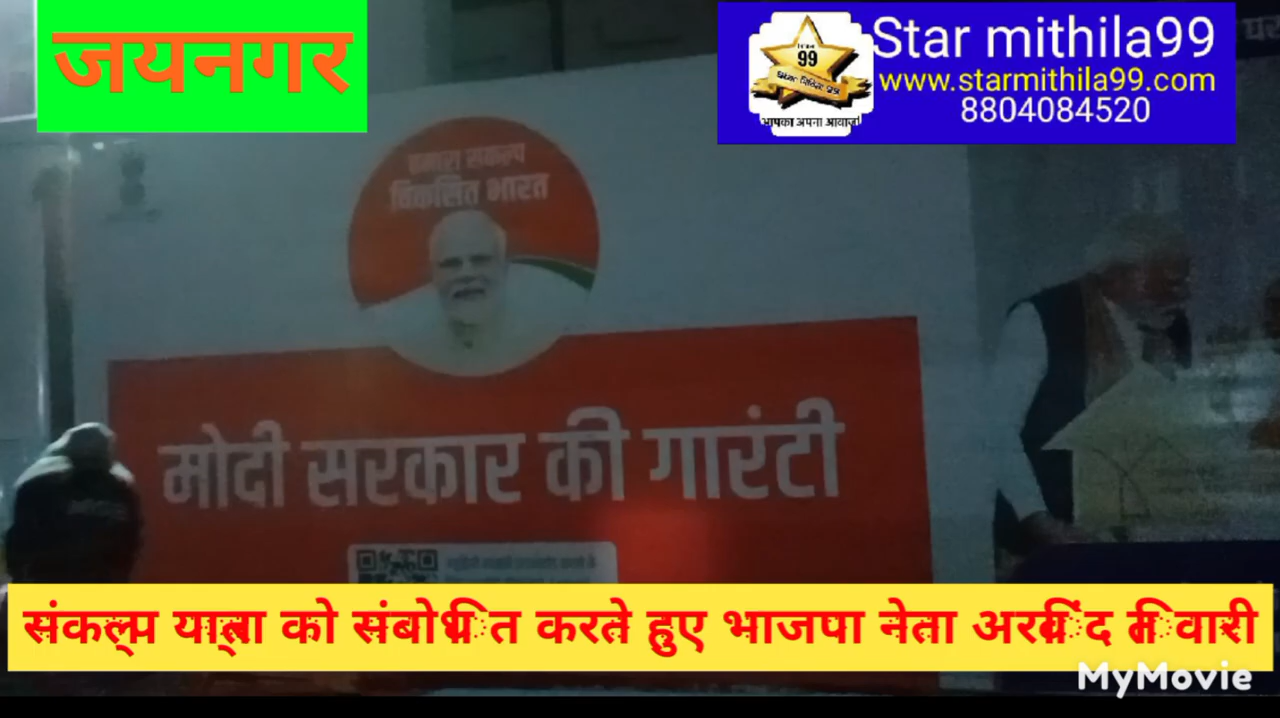 जयनगर
Star mithila99
www.starmithila99.com
8804084520
99
आपका अपना आवाज
हमारा संकल्प
विकसित भारत
मोदी सरकार की गारंटी
संकल्प यात्रा को संबोधित करते हुए भाजपा नेता अरविंद तिवारी
MyMovie